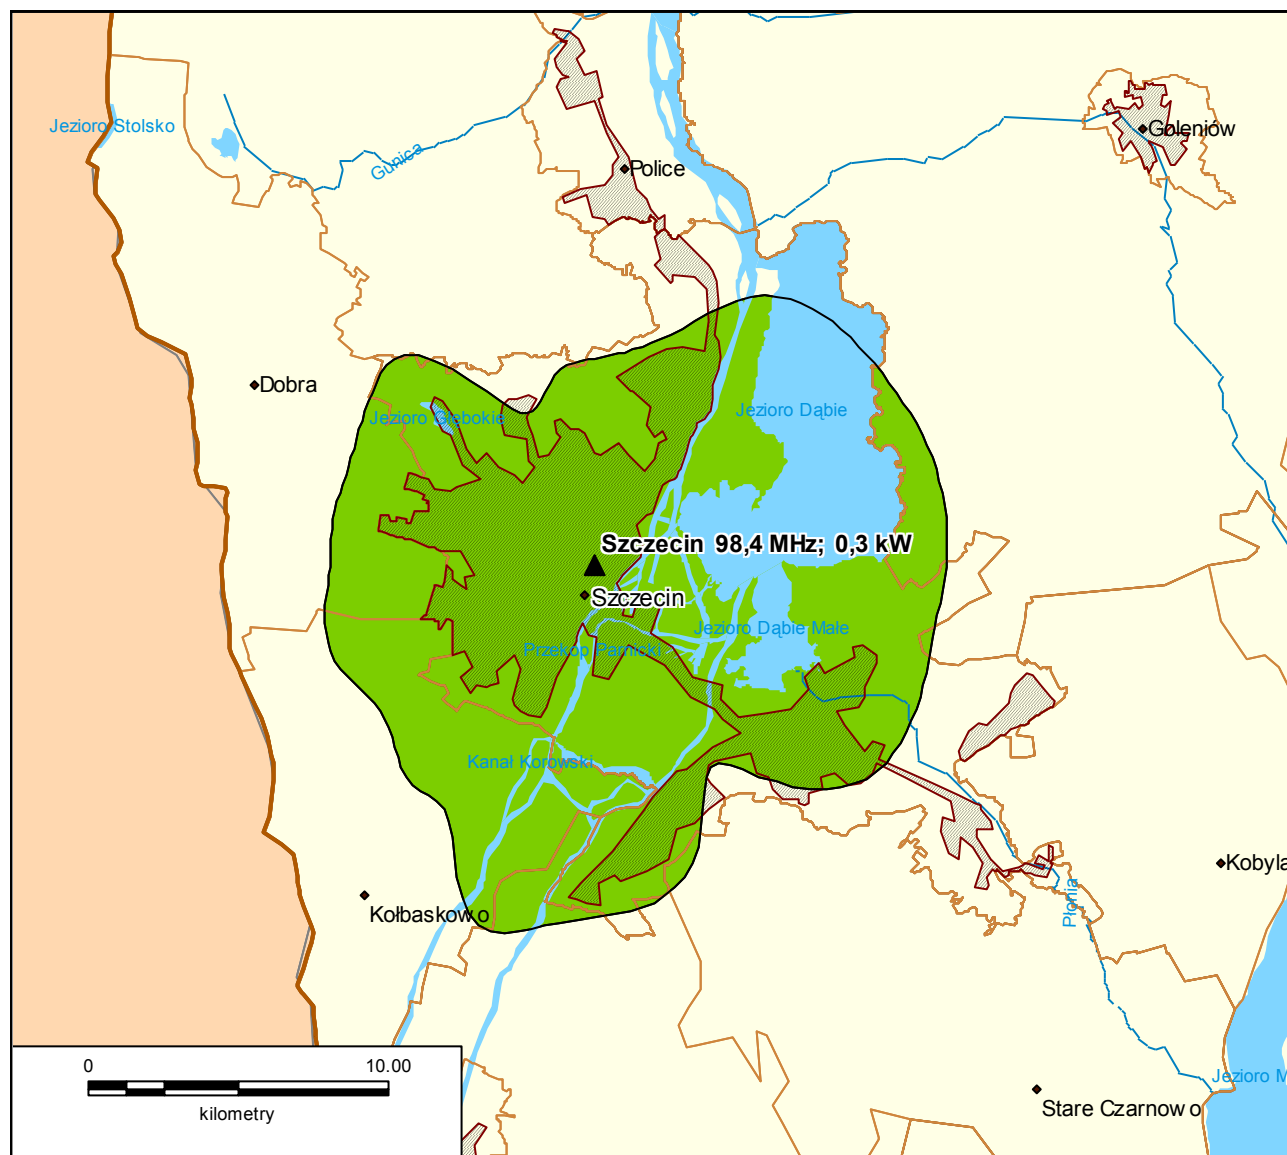 Jezioro Stolsko
Gunica
Goleniów
Police
Dobra
Jezioro Głębokie
Jezioro Dąbie
Szczecin 98,4 MHz; 0,3 kW
Szczecin
Jezioro Dąbie Małe
Przekop Parnicki
Kanał Korowski
Kobyla
Płonia
Kołbaskowo
0 10.00
kilometry
Jezioro M
Stare Czarnowo